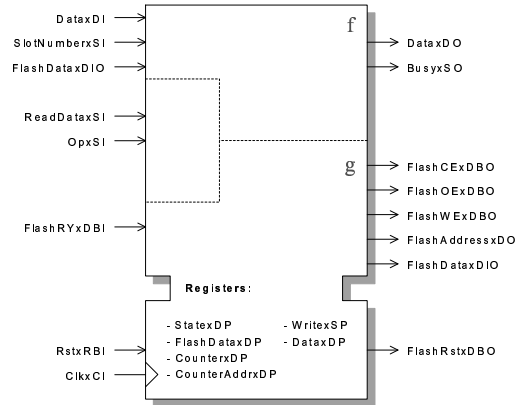 DataxDI
SlotNumberxSI
FlashDataxDIO
ReadDataxSI
OpxSI
FlashRYxDBI
f
DataxDO
BusyxSO
g
FlashCExDBO
FlashOExDBO
FlashWExDBO
FlashAddressxDO
FlashDataxDIO
Registers:
- StatexDP
- FlashDataxDP
- CounterxDP
- CounterAddrxDP
- WritexSP
- DataxDP
RstxRBI
ClkxCI
FlashRstxDBO